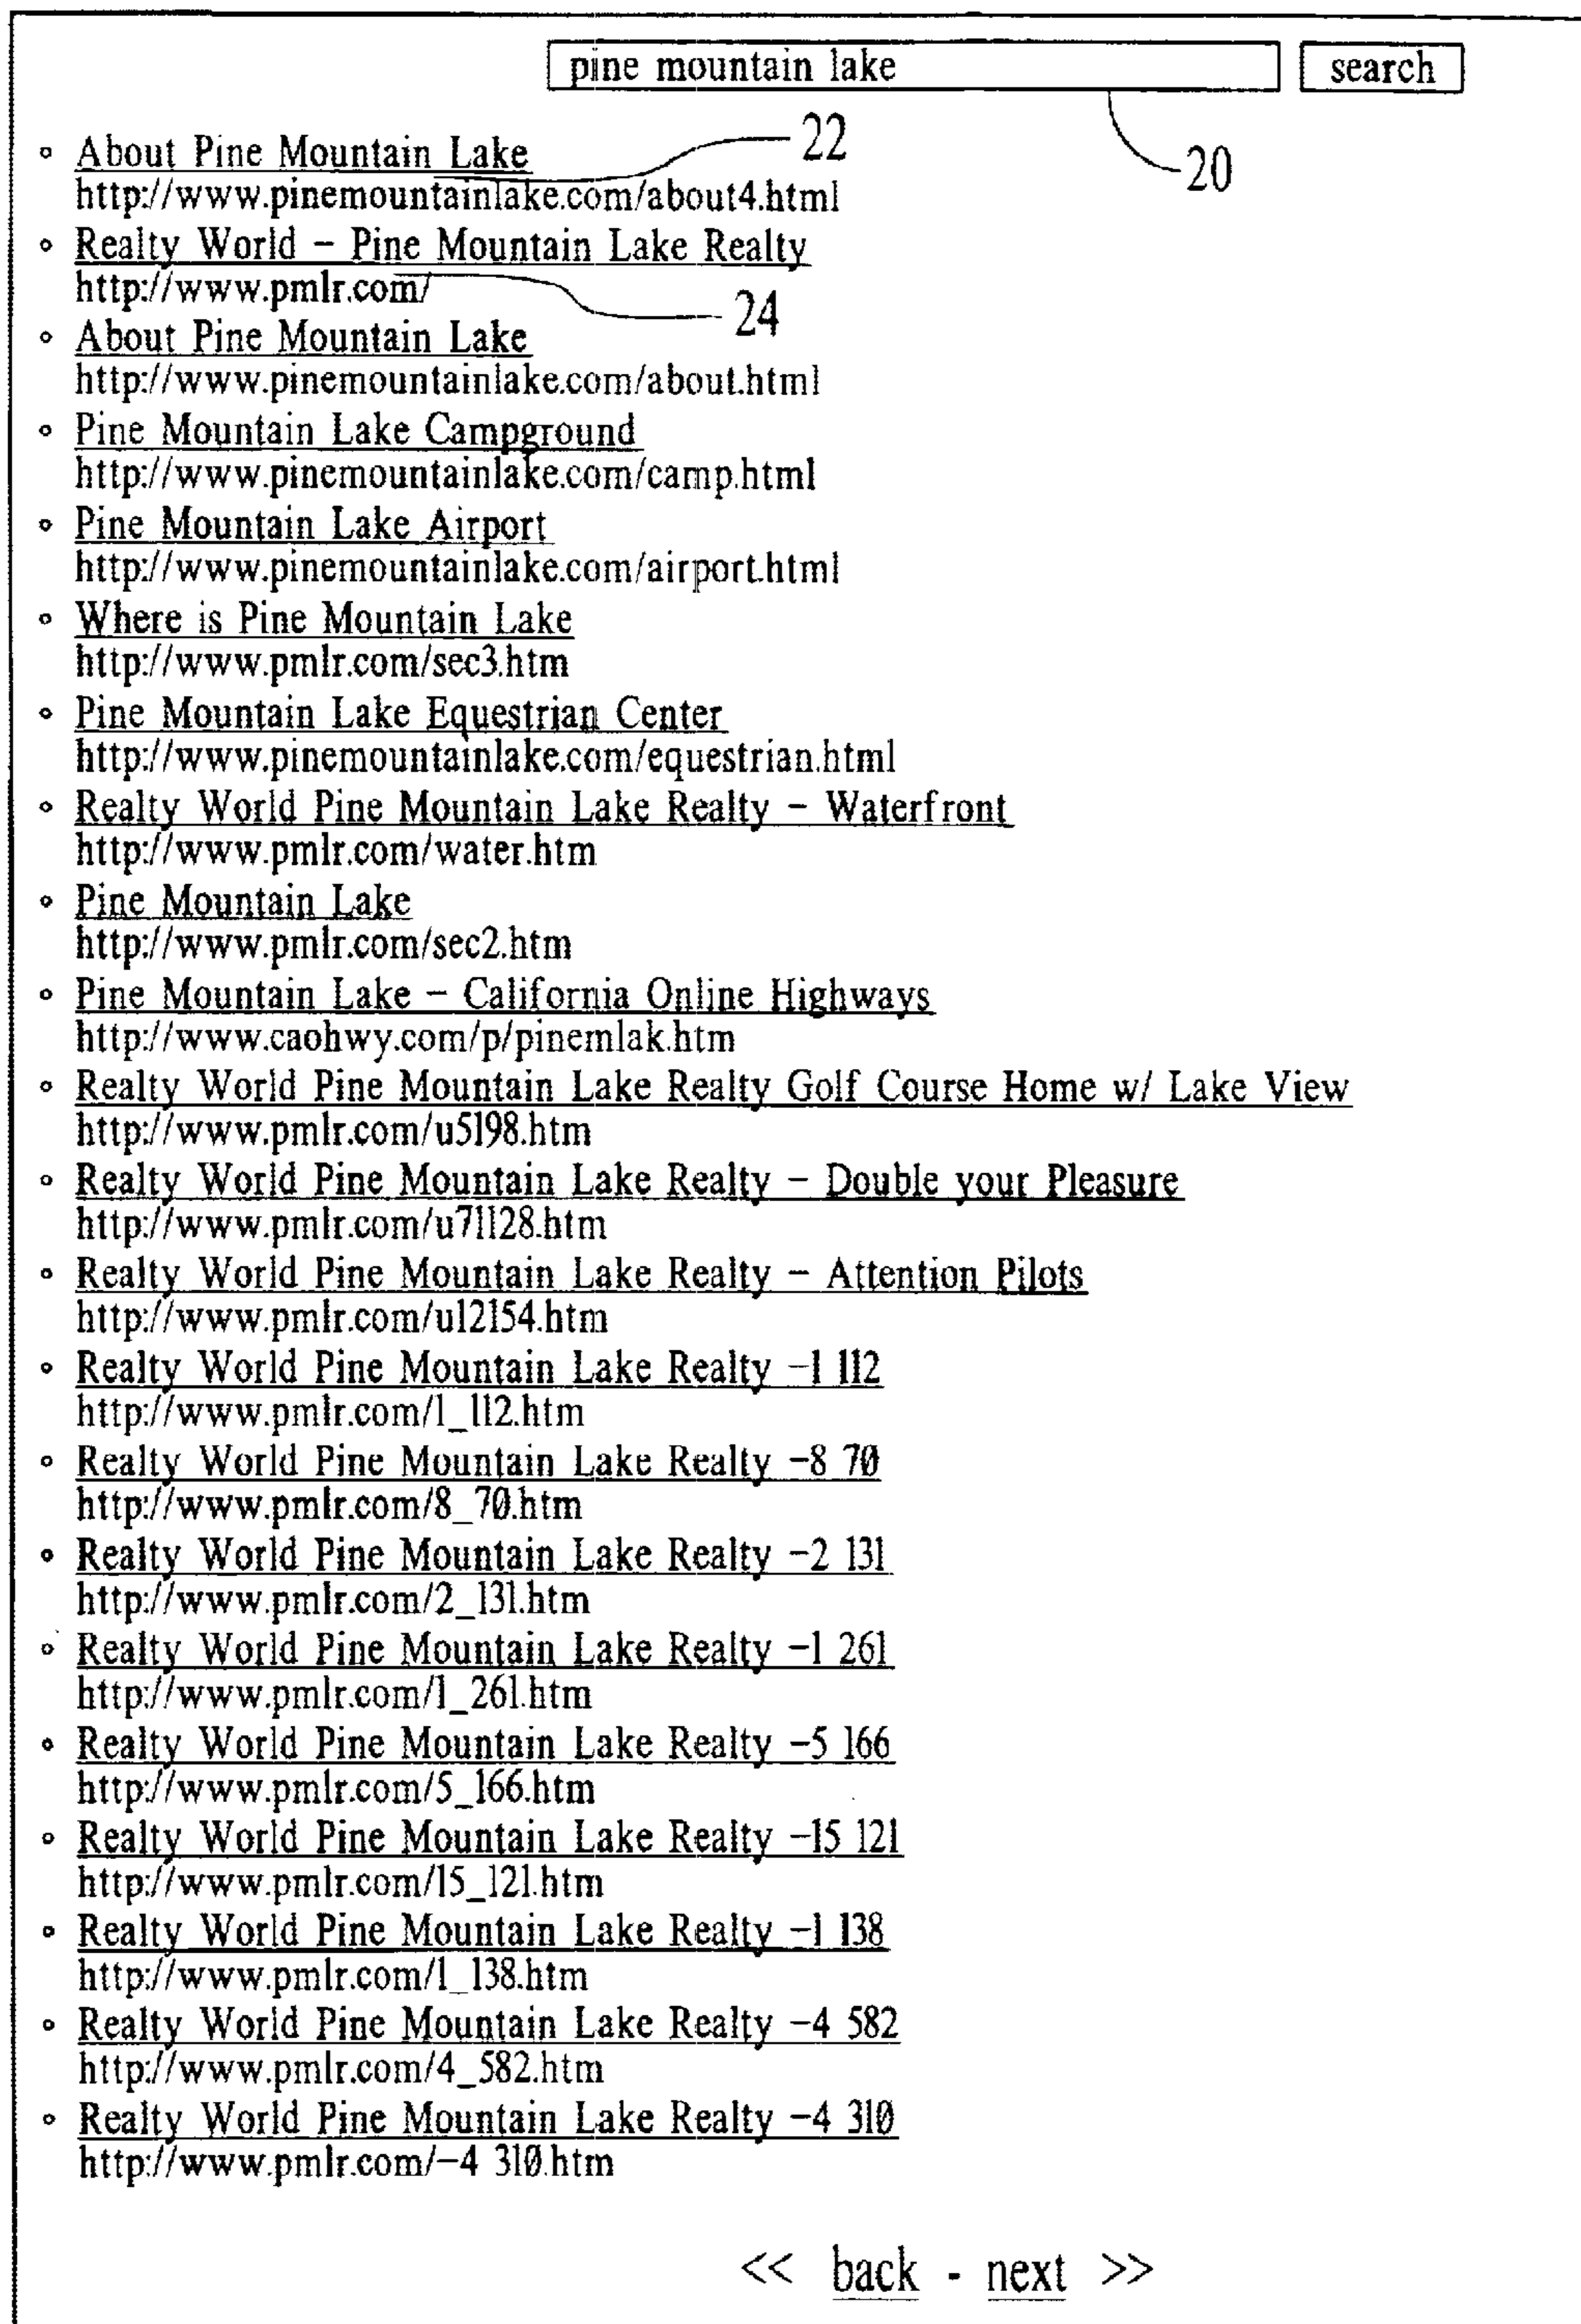 pine mountain lake search
22
20
◦ About Pine Mountain Lake
http://www.pinemountainlake.com/about4.html
◦ Realty World – Pine Mountain Lake Realty
http://www.pmlr.com/
24
◦ About Pine Mountain Lake
http://www.pinemountainlake.com/about.html
◦ Pine Mountain Lake Campground
http://www.pinemountainlake.com/camp.html
◦ Pine Mountain Lake Airport
http://www.pinemountainlake.com/airport.html
◦ Where is Pine Mountain Lake
http://www.pmlr.com/sec3.htm
◦ Pine Mountain Lake Equestrian Center
http://www.pinemountainlake.com/equestrian.html
◦ Realty World Pine Mountain Lake Realty – Waterfront
http://www.pmlr.com/water.htm
◦ Pine Mountain Lake
http://www.pmlr.com/sec2.htm
◦ Pine Mountain Lake – California Online Highways
http://www.caohwy.com/p/pinemlak.htm
◦ Realty World Pine Mountain Lake Realty Golf Course Home w/ Lake View
http://www.pmlr.com/u5198.htm
◦ Realty World Pine Mountain Lake Realty – Double your Pleasure
http://www.pmlr.com/u71128.htm
◦ Realty World Pine Mountain Lake Realty – Attention Pilots
http://www.pmlr.com/u12154.htm
◦ Realty World Pine Mountain Lake Realty –1 112
http://www.pmlr.com/1_112.htm
◦ Realty World Pine Mountain Lake Realty –8 70
http://www.pmlr.com/8_70.htm
◦ Realty World Pine Mountain Lake Realty –2 131
http://www.pmlr.com/2_131.htm
◦ Realty World Pine Mountain Lake Realty –1 261
http://www.pmlr.com/1_261.htm
◦ Realty World Pine Mountain Lake Realty –5 166
http://www.pmlr.com/5_166.htm
◦ Realty World Pine Mountain Lake Realty –15 121
http://www.pmlr.com/15_121.htm
◦ Realty World Pine Mountain Lake Realty –1 138
http://www.pmlr.com/1_138.htm
◦ Realty World Pine Mountain Lake Realty –4 582
http://www.pmlr.com/4_582.htm
◦ Realty World Pine Mountain Lake Realty –4 310
http://www.pmlr.com/–4 310.htm
<< back - next >>